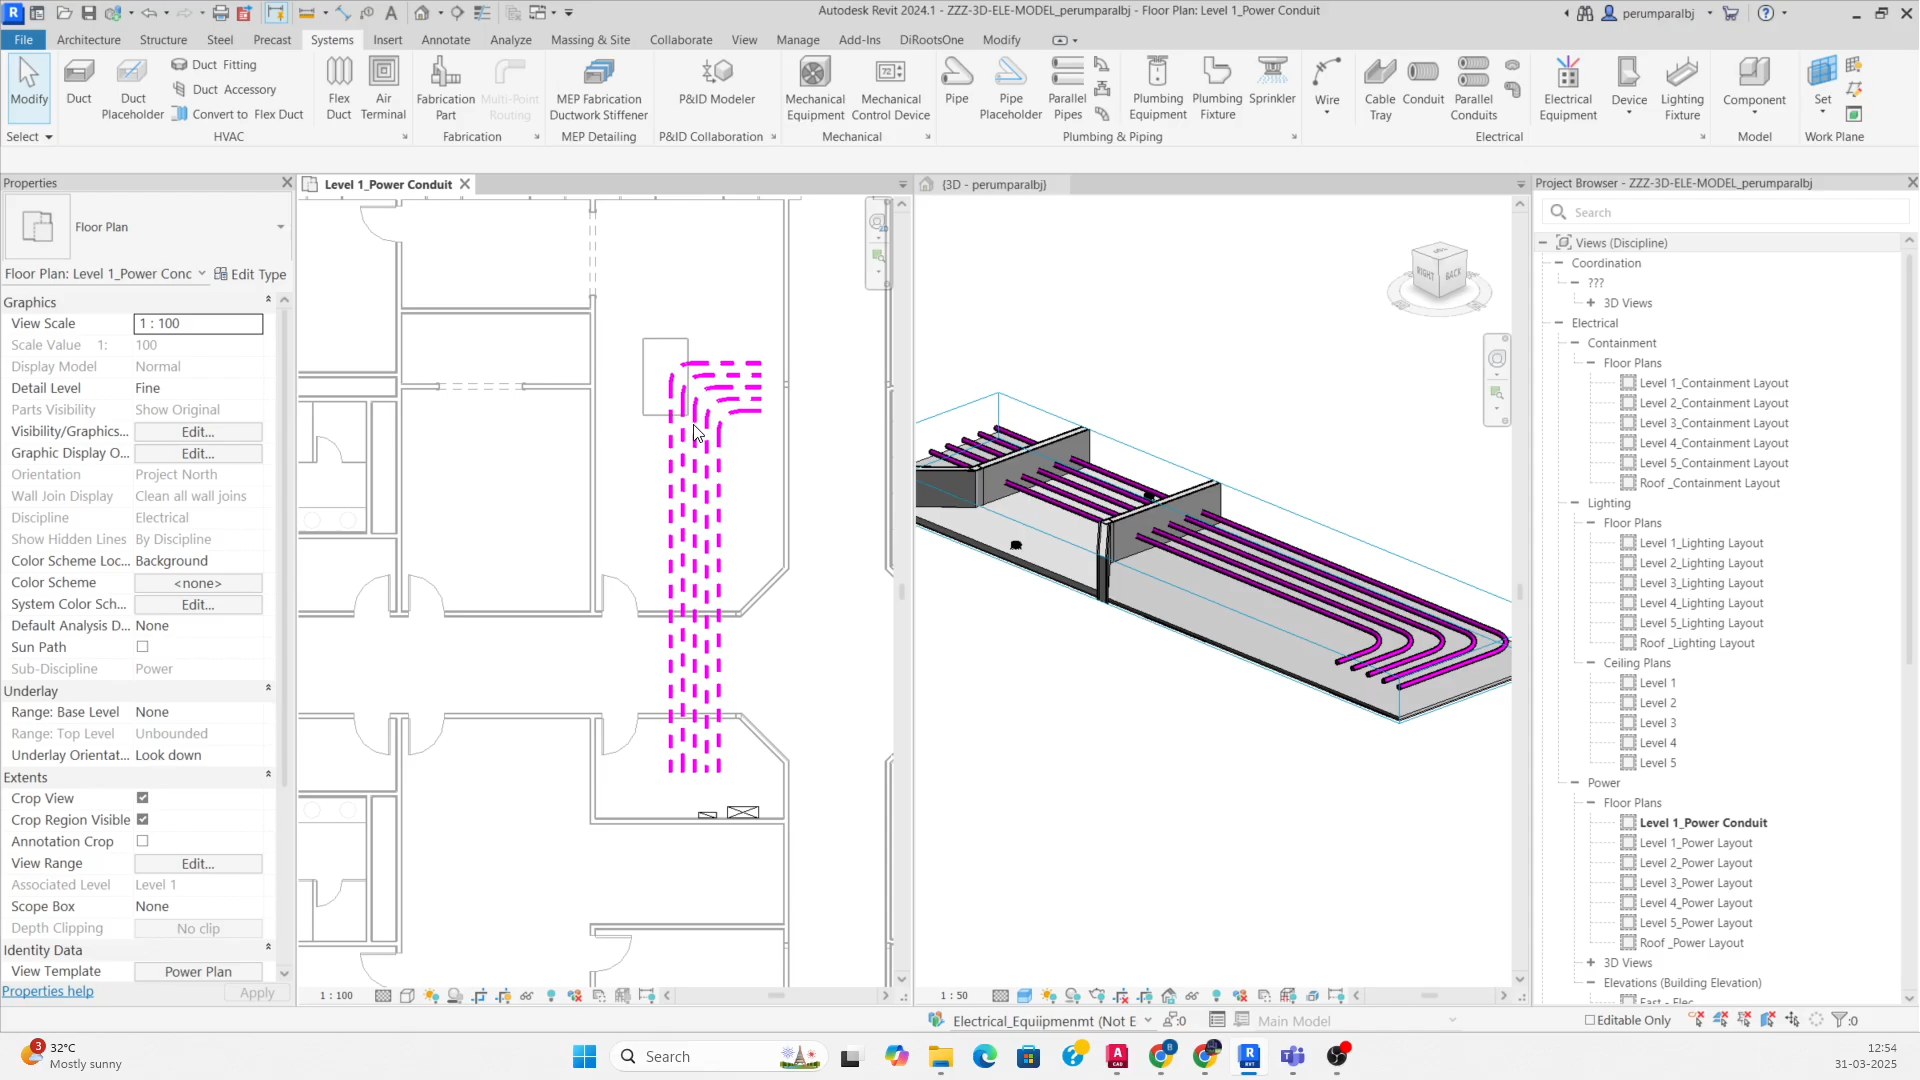 Autodesk Revit 2024.1 - ZZZ-3D-ELE-MODEL_perumparalbj - Floor Plan: Level 1_Power Conduit
perumparalbj
File Architecture Structure Steel Precast Systems Insert Annotate Analyze Massing & Site Collaborate View Manage Add-Ins DiRootsOne Modify
Modify
Duct
Duct Placeholder
Duct Fitting
Duct Accessory
Convert to Flex Duct
Flex Duct
Air Terminal
Fabrication Part
Multi-Point Routing
MEP Fabrication Ductwork Stiffener
P&ID Modeler
Mechanical Equipment
Mechanical Control Device
Pipe
Pipe Placeholder
Parallel Pipes
Plumbing Equipment
Plumbing Fixture
Sprinkler
Wire
Cable Tray
Conduit
Parallel Conduits
Electrical Equipment
Device
Lighting Fixture
Component
Set
Select HVAC Fabrication MEP Detailing P&ID Collaboration Mechanical Plumbing & Piping Electrical Model Work Plane
Properties
Floor Plan
Floor Plan: Level 1_Power Conc Edit Type
Graphics
View Scale 1 : 100
Scale Value 1: 100
Display Model Normal
Detail Level Fine
Parts Visibility Show Original
Visibility/Graphics... Edit...
Graphic Display O... Edit...
Orientation Project North
Wall Join Display Clean all wall joins
Discipline Electrical
Show Hidden Lines By Discipline
Color Scheme Loc... Background
Color Scheme <none>
System Color Sch... Edit...
Default Analysis D... None
Sun Path
Sub-Discipline Power
Underlay
Range: Base Level None
Range: Top Level Unbounded
Underlay Orientat... Look down
Extents
Crop View
Crop Region Visible
Annotation Crop
View Range Edit...
Associated Level Level 1
Scope Box None
Depth Clipping No clip
Identity Data
View Template Power Plan
Properties help Apply
Level 1_Power Conduit
1 : 100
{3D - perumparalbj}
RIGHT BACK
1 : 50
Project Browser - ZZZ-3D-ELE-MODEL_perumparalbj
Search
Views (Discipline)
Coordination
???
3D Views
Electrical
Containment
Floor Plans
Level 1_Containment Layout
Level 2_Containment Layout
Level 3_Containment Layout
Level 4_Containment Layout
Level 5_Containment Layout
Roof _Containment Layout
Lighting
Floor Plans
Level 1_Lighting Layout
Level 2_Lighting Layout
Level 3_Lighting Layout
Level 4_Lighting Layout
Level 5_Lighting Layout
Roof _Lighting Layout
Ceiling Plans
Level 1
Level 2
Level 3
Level 4
Level 5
Power
Floor Plans
Level 1_Power Conduit
Level 1_Power Layout
Level 2_Power Layout
Level 3_Power Layout
Level 4_Power Layout
Level 5_Power Layout
Roof _Power Layout
3D Views
Elevations (Building Elevation)
East - Elec
Electrical_Equiipmenmt (Not E :0 Main Model Editable Only :0
3 32°C
Mostly sunny
Search
12:54
31-03-2025